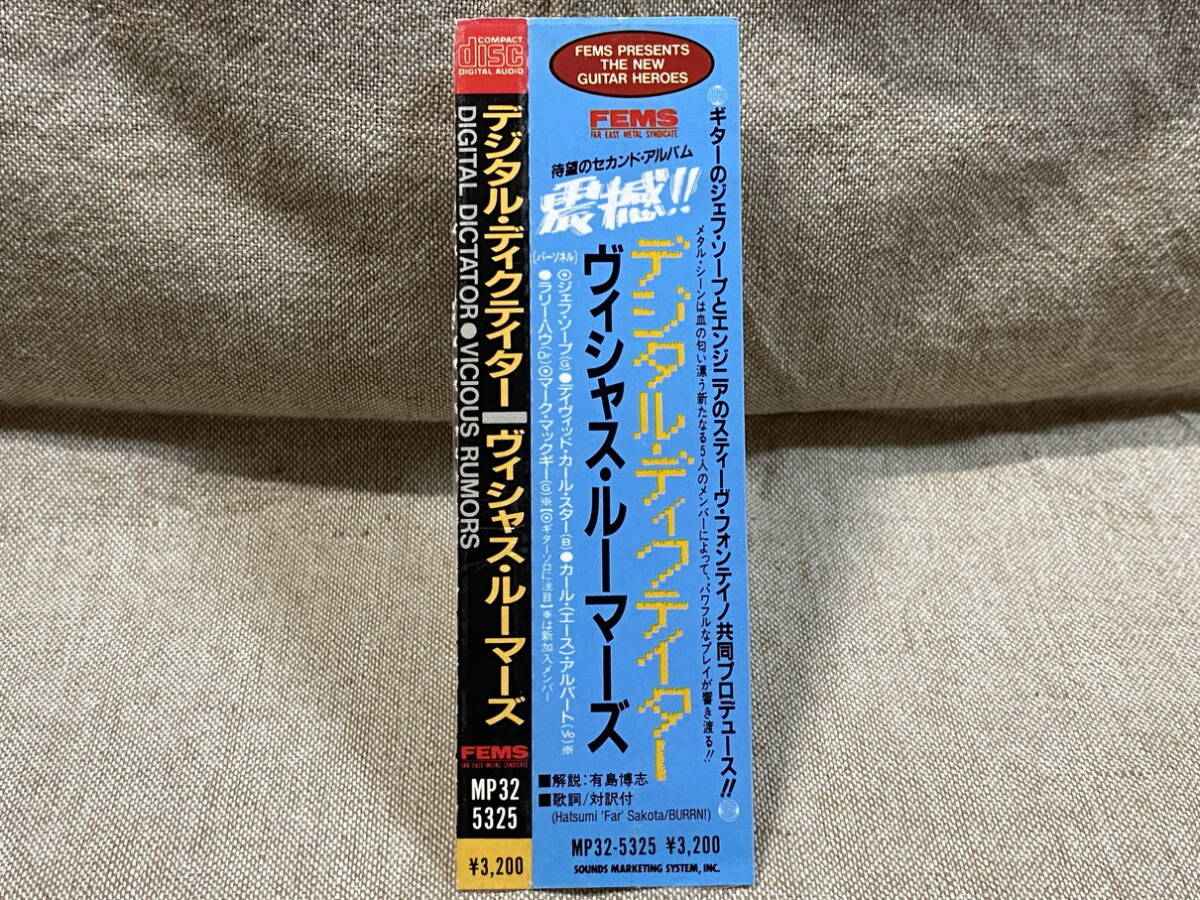 COMPACT
disc
DIGITAL AUDIO
デジタル・ディクテイター ヴィシャス・ルーマーズ
DIGITAL DICTATOR●VICIOUS RUMORS
FEMS
FAR EAST METAL SYNDICATE
MP32
5325
¥3,200
FEMS PRESENTS
THE NEW
GUITAR HEROES
FEMS
FAR EAST METAL SYNDICATE
待望のセカンド・アルバム
震撼!!
ギターのジェフ・ソープとエンジニアのスティーヴ・フォンテイノ共同プロデュース!!
メタル・シーンは血の匂い漂う新たなる5人のメンバーによって、パワフルなプレイが響き渡る!!
デジタル・ディクテイター
ヴィシャス・ルーマーズ
[パーソネル]
⊙ジェフ・ソープ(G)●デイヴィッド・カール・スター(B)●カール・(エース)・アルバート(Vo)※
●ラリー・ハウ(Dr)⊙マーク・マックギー(G)※【⊙ギターソロに注目】※は新加入メンバー
■解説:有島博志
■歌詞/対訳付
(Hatsumi 'Far' Sakota/BURRN!)
MP32-5325 ¥3,200
SOUNDS MARKETING SYSTEM, INC.